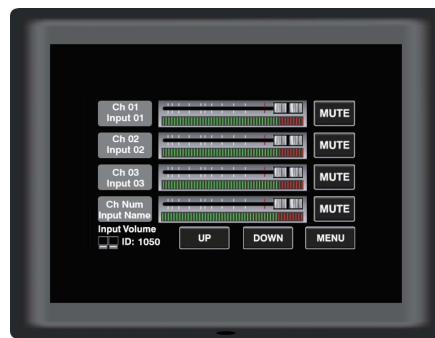 Ch 01
Input 01
MUTE
Ch 02
Input 02
MUTE
Ch 03
Input 03
MUTE
Ch Num
Input Name
MUTE
Input Volume
ID: 1050
UP
DOWN
MENU